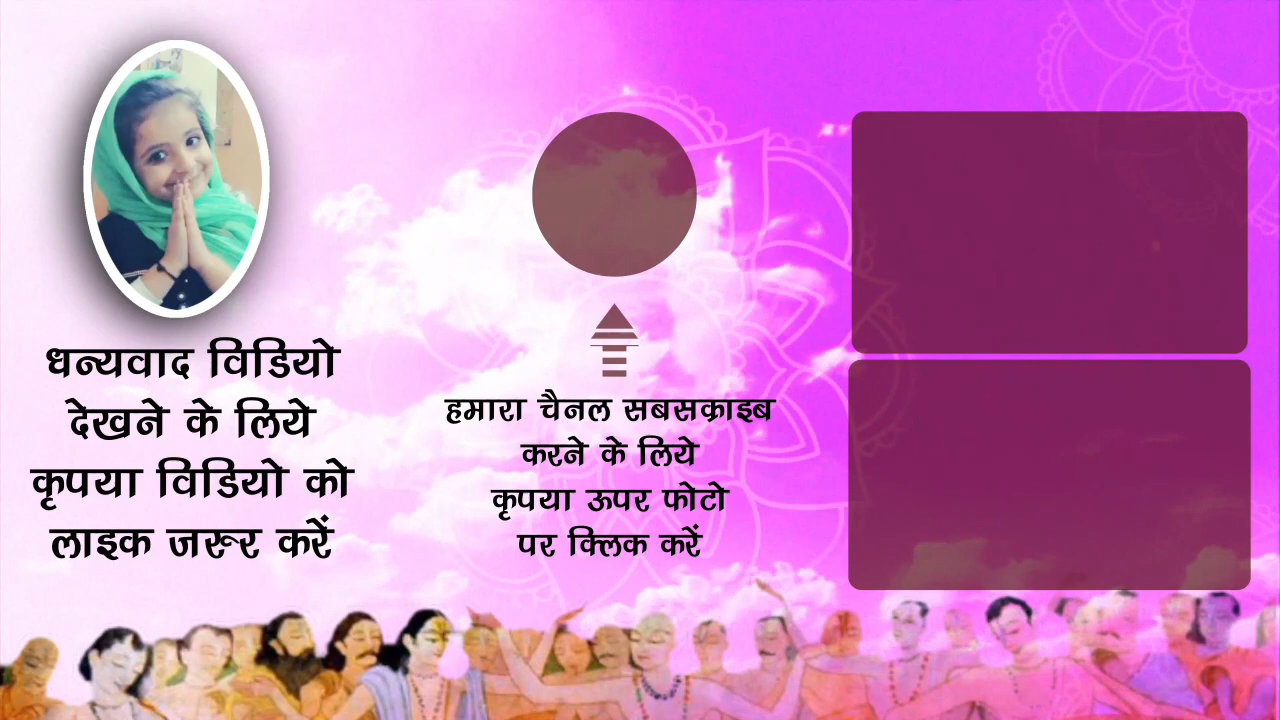 धन्यवाद विडियो
देखने के लिये
कृपया विडियो को
लाइक जरूर करें
हमारा चैनल सबसक्राइब
करने के लिये
कृपया ऊपर फोटो
पर क्लिक करें